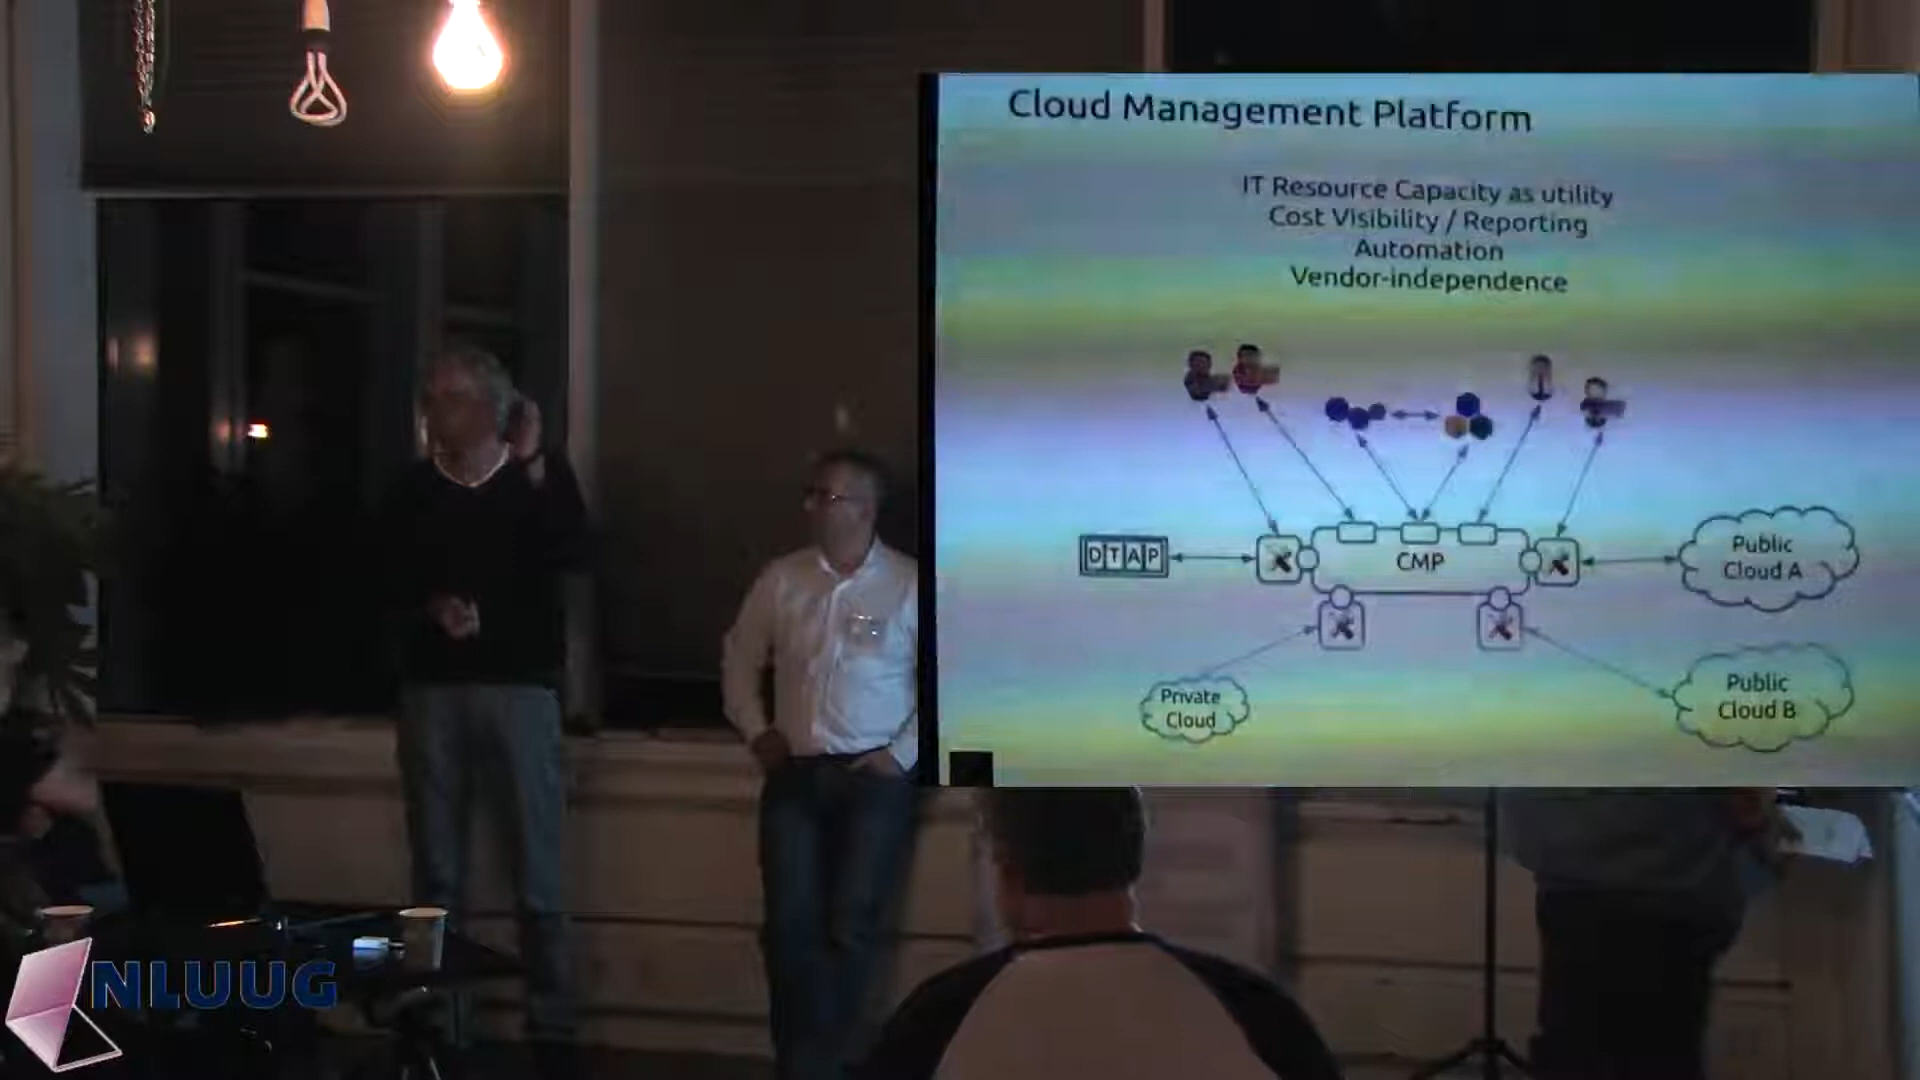 Cloud Management Platform
IT Resource Capacity as utility
Cost Visibility / Reporting
Automation
Vendor-independence
DTAP
CMP
Public
Cloud A
Private
Cloud
Public
Cloud B
NLUUG